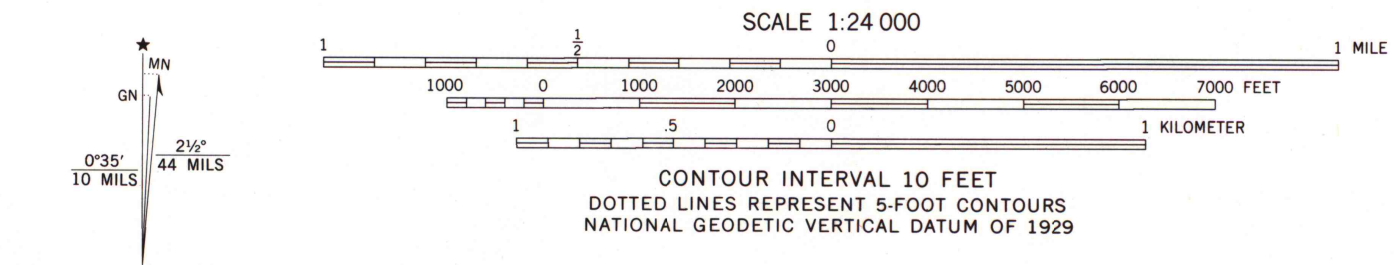 SCALE 1:24 000
1 1/2 0 1 MILE
1000 0 1000 2000 3000 4000 5000 6000 7000 FEET
1 .5 0 1 KILOMETER
CONTOUR INTERVAL 10 FEET
DOTTED LINES REPRESENT 5-FOOT CONTOURS
NATIONAL GEODETIC VERTICAL DATUM OF 1929
★
MN
GN
0°35′
10 MILS
2½°
44 MILS